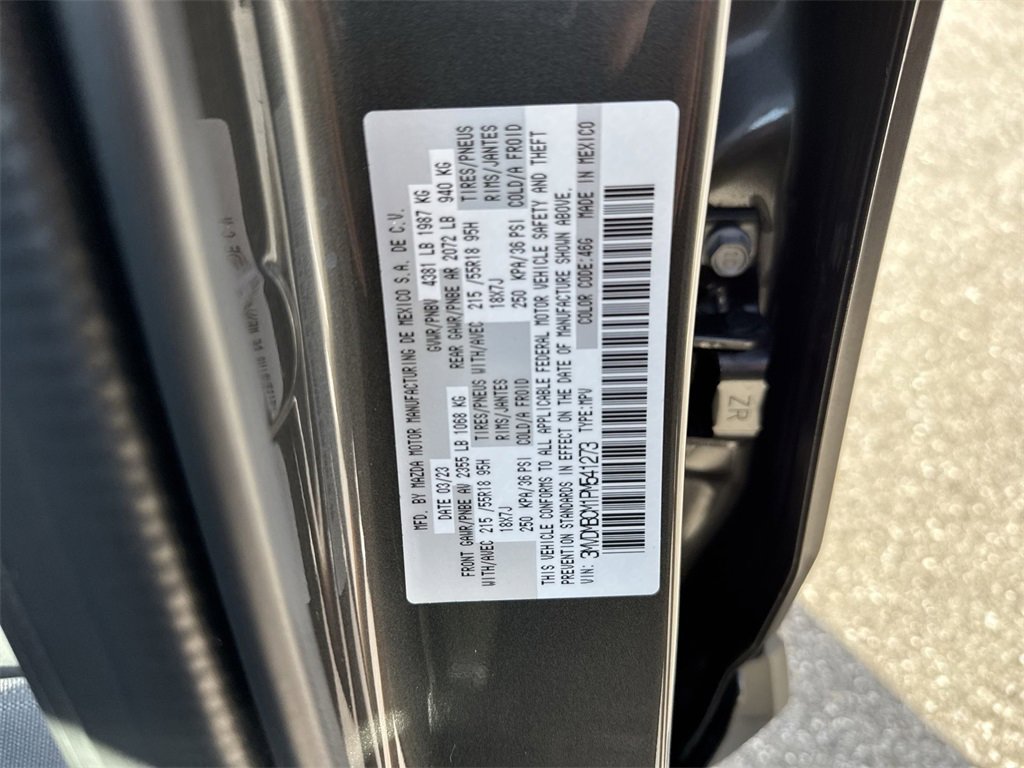 MFD. BY MAZDA MOTOR MANUFACTURING DE MEXICO S.A. DE C.V.
DATE 03/23 GVWR/PNBV 4381 LB 1987 KG
FRONT GAWR/PNBE AV 2355 LB 1068 KG REAR GAWR/PNBE AR 2072 LB 940 KG
WITH/AVEC 215 /55R18 95H TIRES/PNEUS WITH/AVEC 215 /55R18 95H TIRES/PNEUS
18X7J RIMS/JANTES 18X7J RIMS/JANTES
250 KPA/36 PSI COLD/A FROID 250 KPA/36 PSI COLD/A FROID
THIS VEHICLE CONFORMS TO ALL APPLICABLE FEDERAL MOTOR VEHICLE SAFETY AND THEFT
PREVENTION STANDARDS IN EFFECT ON THE DATE OF MANUFACTURE SHOWN ABOVE.
VIN: 3MVDMBCM1PM541273 TYPE:MPV COLOR CODE:46G MADE IN MEXICO
ZR